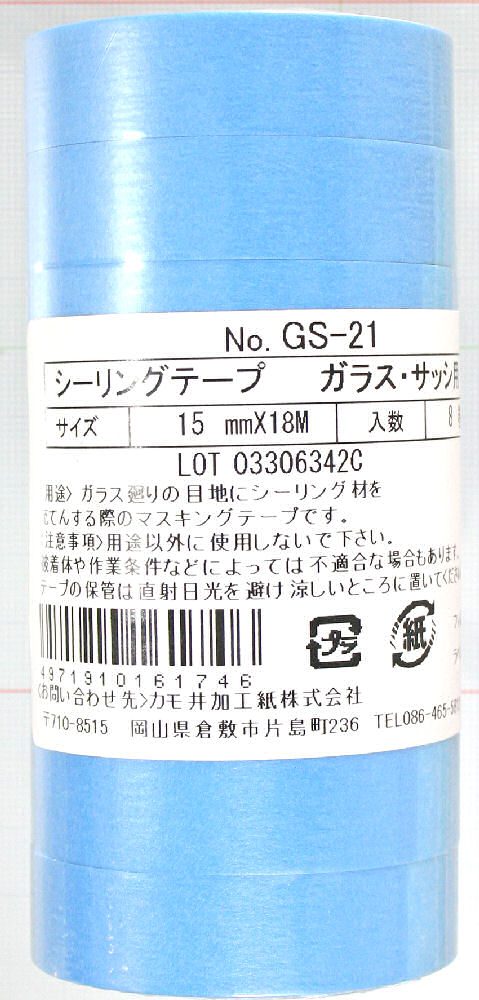 No. GS-21
シーリングテープ ガラス・サッシ用
サイズ 15 mmX18M 入数 8
LOT 03306342C
用途〉ガラス廻りの目地にシーリング材を
てんする際のマスキングテープです。
注意事項〉用途以外に使用しないで下さい。
被着体や作業条件などによっては不適合な場合もあります。
テープの保管は直射日光を避け涼しいところに置いてくださ
プラ 紙
4971910161746
〈お問い合わせ先〉カモ井加工紙株式会社
〒710-8515 岡山県倉敷市片島町236 TEL086-465-58